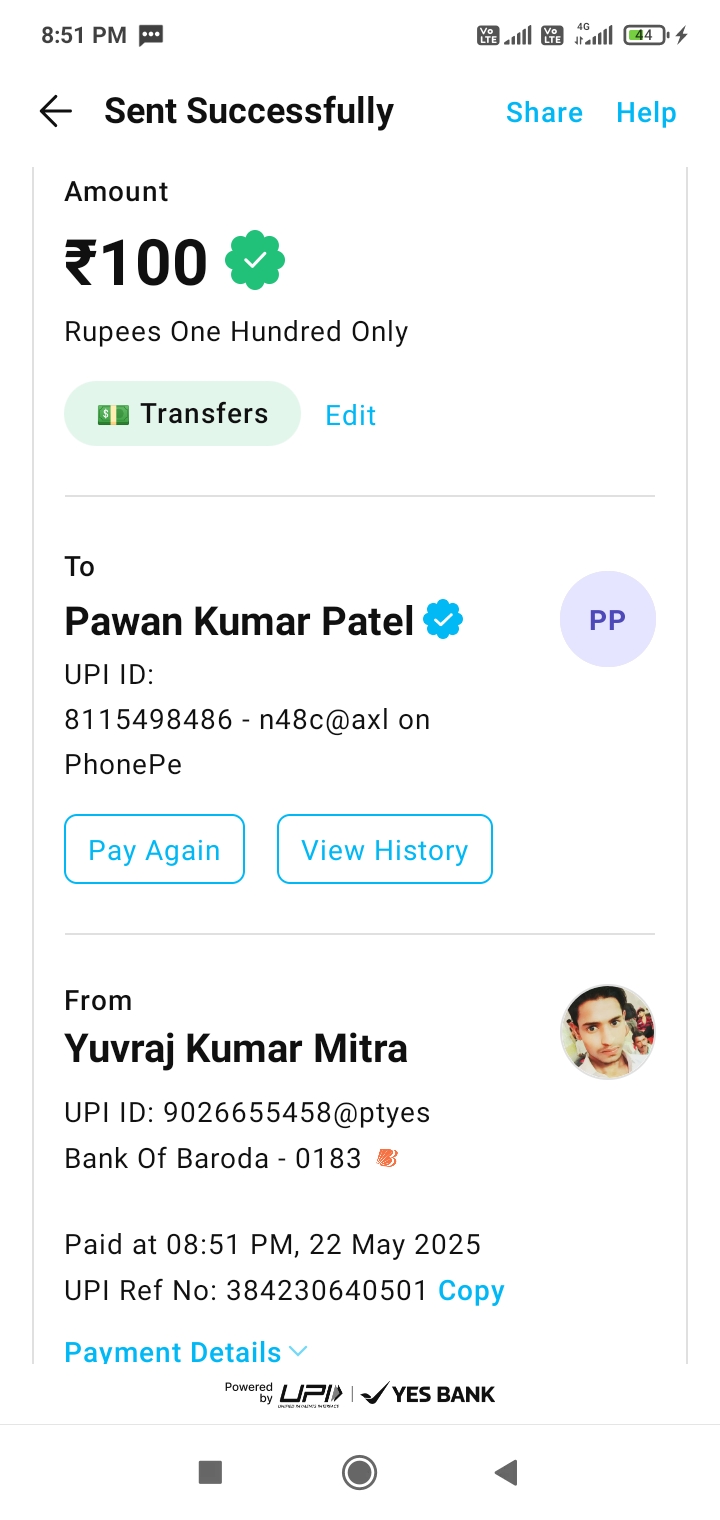 8:51 PM
Vo LTE Vo LTE 4G 44
Sent Successfully Share Help
Amount
₹100
Rupees One Hundred Only
Transfers Edit
To
Pawan Kumar Patel
PP
UPI ID:
8115498486 - n48c@axl on
PhonePe
Pay Again View History
From
Yuvraj Kumar Mitra
UPI ID: 9026655458@ptyes
Bank Of Baroda - 0183
Paid at 08:51 PM, 22 May 2025
UPI Ref No: 384230640501 Copy
Payment Details
Powered by UPI | YES BANK
UNIFIED PAYMENTS INTERFACE